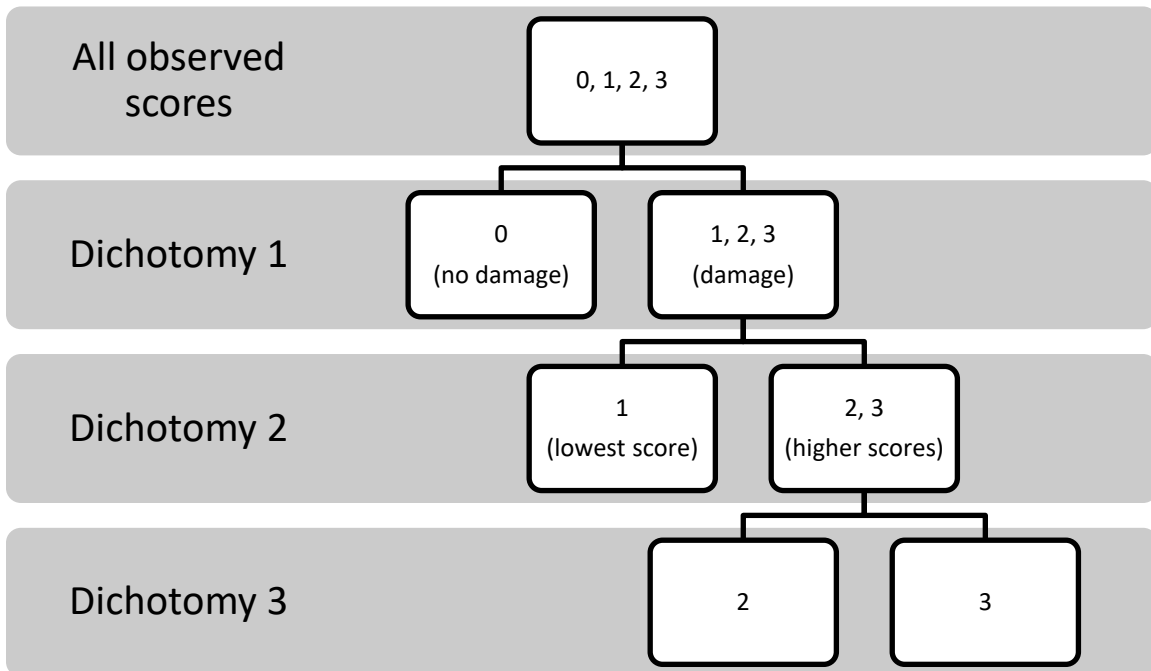 All observed
scores
0, 1, 2, 3
Dichotomy 1
0
(no damage)
1, 2, 3
(damage)
Dichotomy 2
1
(lowest score)
2, 3
(higher scores)
Dichotomy 3
2
3